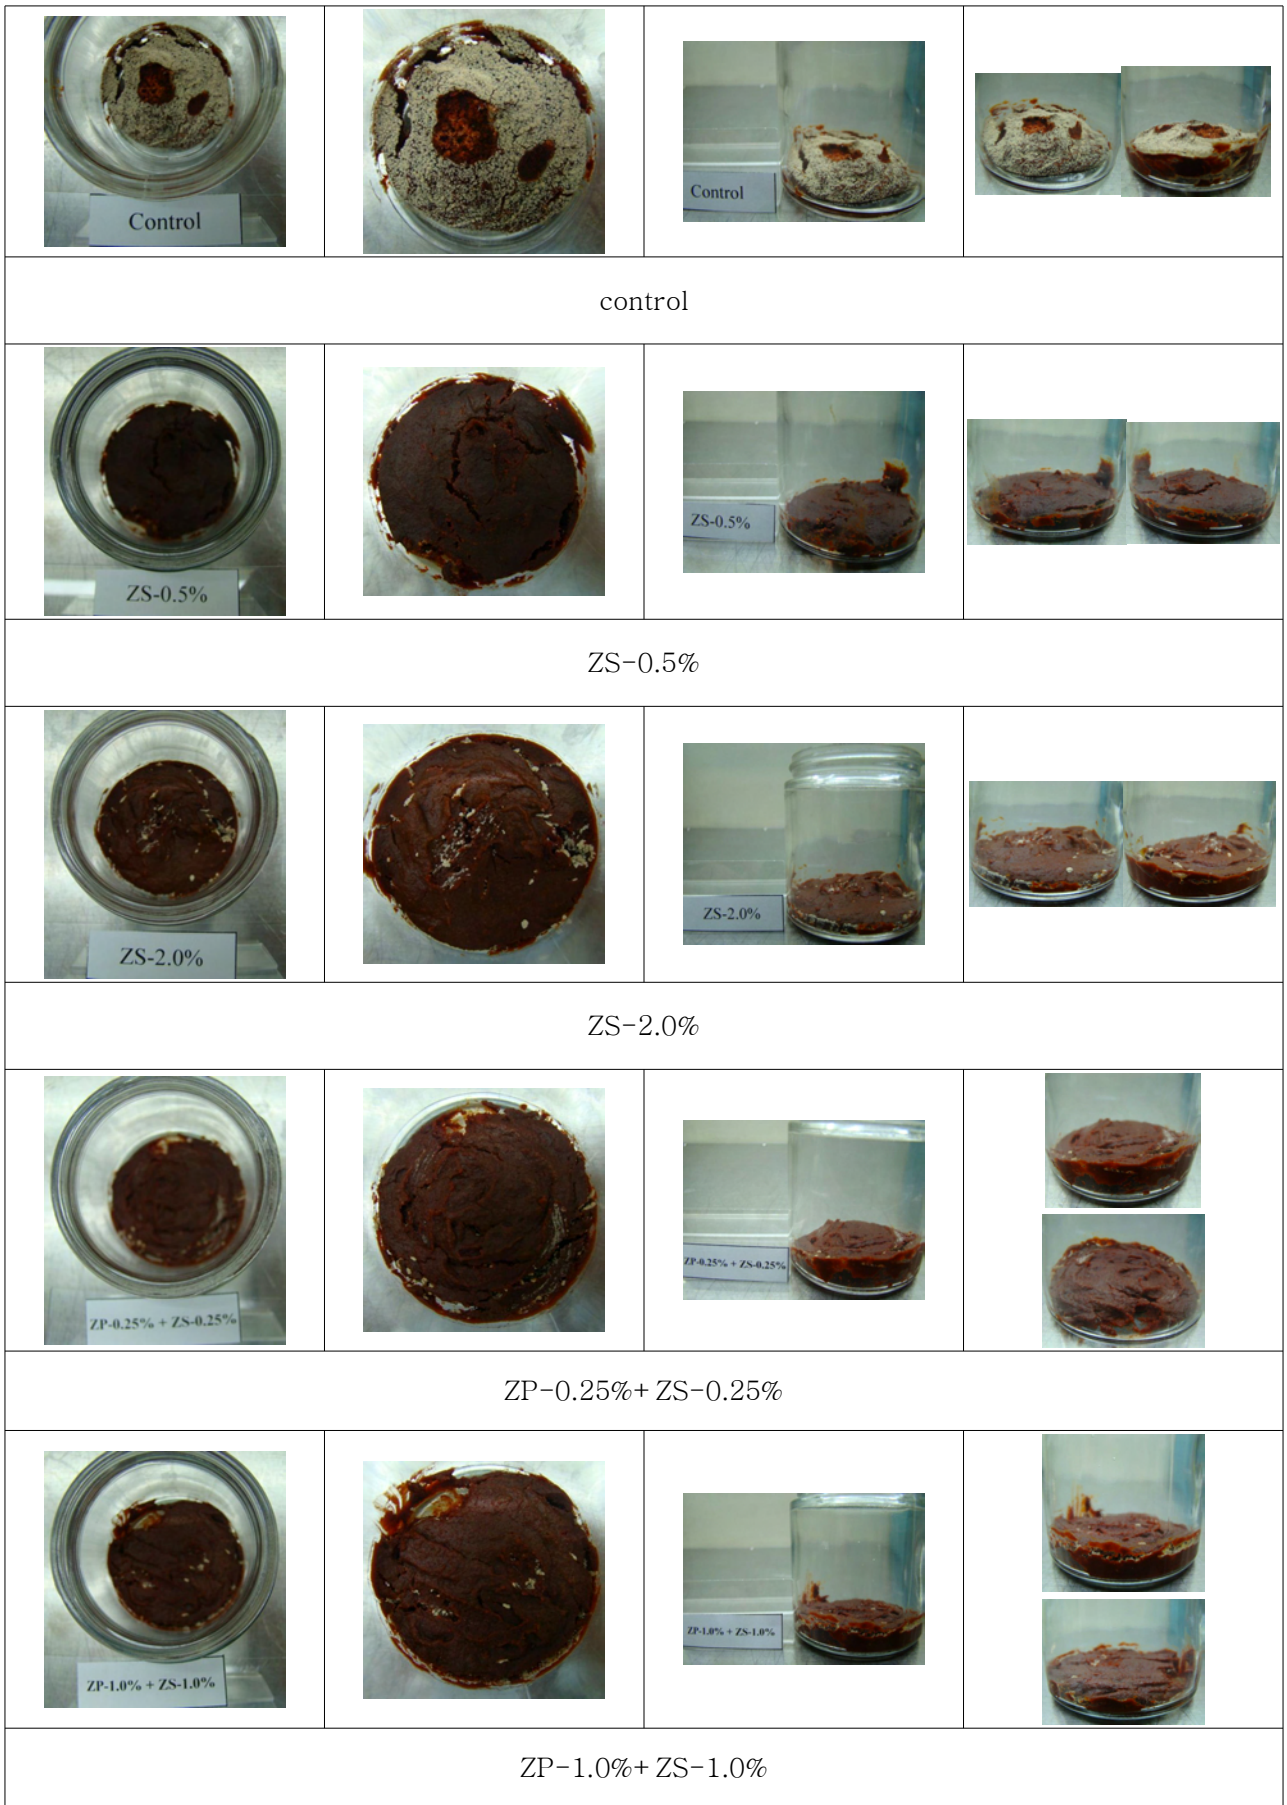 Control
Control
control
ZS-0.5%
ZS-0.5%
ZS-0.5%
ZS-2.0%
ZS-2.0%
ZS-2.0%
ZP-0.25% + ZS-0.25%
ZP-0.25% + ZS-0.25%
ZP-0.25%+ ZS-0.25%
ZP-1.0% + ZS-1.0%
ZP-1.0% + ZS-1.0%
ZP-1.0%+ ZS-1.0%